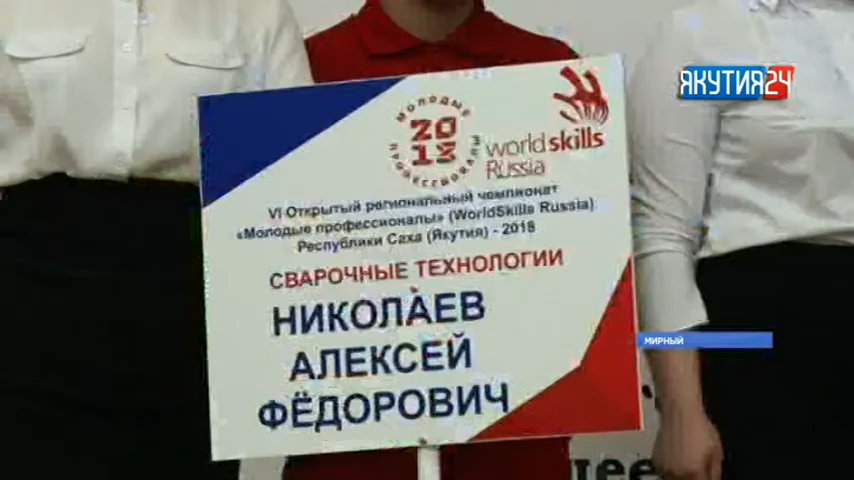 ЯКУТИЯ24
МОЛОДЫЕ
2018
ПРОФЕССИОНАЛЫ
worldskills
Russia
VI Открытый региональный чемпионат
«Молодые профессионалы» (WorldSkills Russia)
Республики Саха (Якутия) - 2018
СВАРОЧНЫЕ ТЕХНОЛОГИИ
НИКОЛАЕВ
АЛЕКСЕЙ
ФЁДОРОВИЧ
МИРНЫЙ